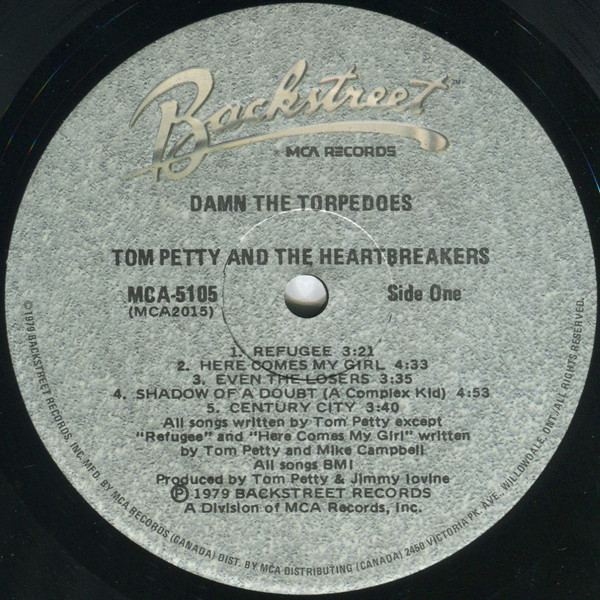 Backstreet™
MCA RECORDS
DAMN THE TORPEDOES
TOM PETTY AND THE HEARTBREAKERS
MCA-5105
(MCA2015)
Side One
1. REFUGEE 3:21
2. HERE COMES MY GIRL 4:33
3. EVEN THE LOSERS 3:35
4. SHADOW OF A DOUBT (A Complex Kid) 4:53
5. CENTURY CITY 3:40
All songs written by Tom Petty except
"Refugee" and "Here Comes My Girl" written
by Tom Petty and Mike Campbell
All songs BMI
Produced by Tom Petty & Jimmy Iovine
℗ 1979 BACKSTREET RECORDS
A Division of MCA Records, Inc.
© 1979 BACKSTREET RECORDS, INC. MFD. BY MCA RECORDS (CANADA) DIST. BY MCA DISTRIBUTING (CANADA) 2450 VICTORIA PK. AVE. WILLOWDALE, ONT. ALL RIGHTS RESERVED.